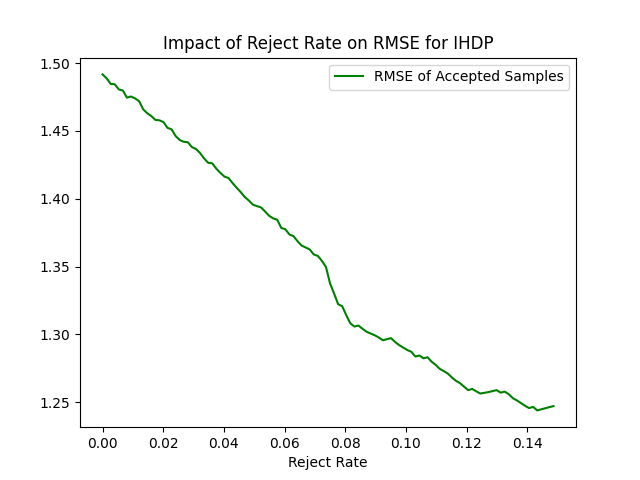 Impact of Reject Rate on RMSE for IHDP
RMSE of Accepted Samples
1.50
1.45
1.40
1.35
1.30
1.25
0.00 0.02 0.04 0.06 0.08 0.10 0.12 0.14
Reject Rate